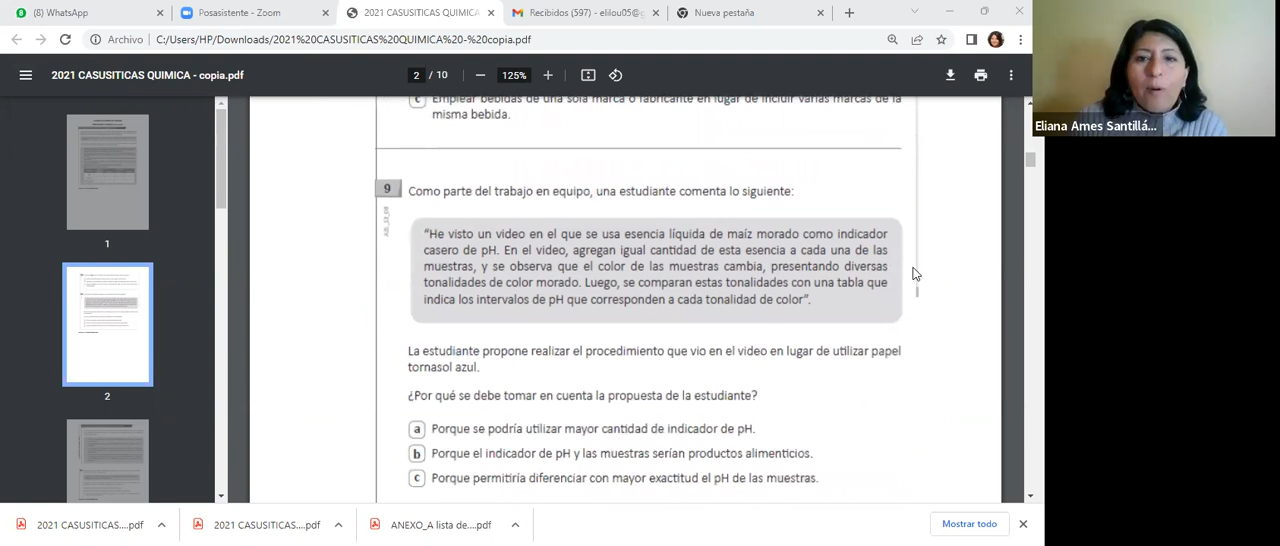 (8) WhatsApp
Posasistente - Zoom
2021 CASUSITICAS QUIMICA
Recibidos (597) - elilou05@g
Nueva pestaña
Archivo
C:/Users/HP/Downloads/2021%20CASUSITICAS%20QUIMICA%20-%20copia.pdf
2021 CASUSITICAS QUIMICA - copia.pdf
2 / 10
125%
c Emplear bebidas de una sola marca o fabricante en lugar de incluir varias marcas de la
misma bebida.
9 Como parte del trabajo en equipo, una estudiante comenta lo siguiente:
“He visto un video en el que se usa esencia líquida de maíz morado como indicador
casero de pH. En el video, agregan igual cantidad de esta esencia a cada una de las
muestras, y se observa que el color de las muestras cambia, presentando diversas
tonalidades de color morado. Luego, se comparan estas tonalidades con una tabla que
indica los intervalos de pH que corresponden a cada tonalidad de color”.
La estudiante propone realizar el procedimiento que vio en el video en lugar de utilizar papel
tornasol azul.
¿Por qué se debe tomar en cuenta la propuesta de la estudiante?
a Porque se podría utilizar mayor cantidad de indicador de pH.
b Porque el indicador de pH y las muestras serían productos alimenticios.
c Porque permitiría diferenciar con mayor exactitud el pH de las muestras.
1
2
Eliana Ames Santillá...
2021 CASUSITICAS....pdf
2021 CASUSITICAS....pdf
ANEXO_A lista de....pdf
Mostrar todo